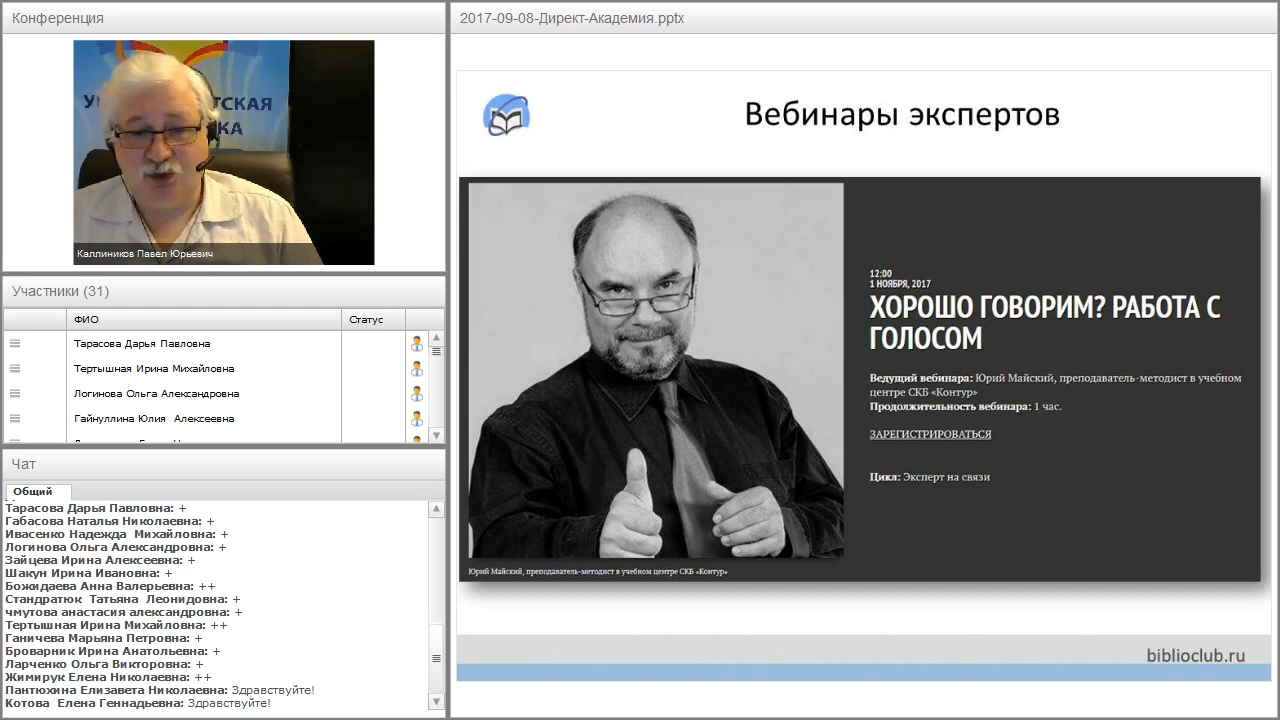 Конференция
ТСКАЯ
КА
Каллиников Павел Юрьевич
Участники (31)
ФИО
Статус
Тарасова Дарья Павловна
Тертышная Ирина Михайловна
Логинова Ольга Александровна
Гайнуллина Юлия Алексеевна
Чат
Общий
Тарасова Дарья Павловна: +
Габасова Наталья Николаевна: +
Ивасенко Надежда Михайловна: +
Логинова Ольга Александровна: +
Зайцева Ирина Алексеевна: +
Шакун Ирина Ивановна: +
Божидаева Анна Валерьевна: ++
Стандратюк Татьяна Леонидовна: +
чмутова анастасия александровна: +
Тертышная Ирина Михайловна: ++
Ганичева Марьяна Петровна: +
Броварник Ирина Анатольевна: +
Ларченко Ольга Викторовна: +
Жимирук Елена Николаевна: ++
Пантюхина Елизавета Николаевна: Здравствуйте!
Котова Елена Геннадьевна: Здравствуйте!
2017-09-08-Директ-Академия.pptx
Вебинары экспертов
12:00
1 НОЯБРЯ, 2017
ХОРОШО ГОВОРИМ? РАБОТА С
ГОЛОСОМ
Ведущий вебинара: Юрий Майский, преподаватель-методист в учебном
центре СКБ «Контур»
Продолжительность вебинара: 1 час.
ЗАРЕГИСТРИРОВАТЬСЯ
Цикл: Эксперт на связи
Юрий Майский, преподаватель-методист в учебном центре СКБ «Контур»
biblioclub.ru